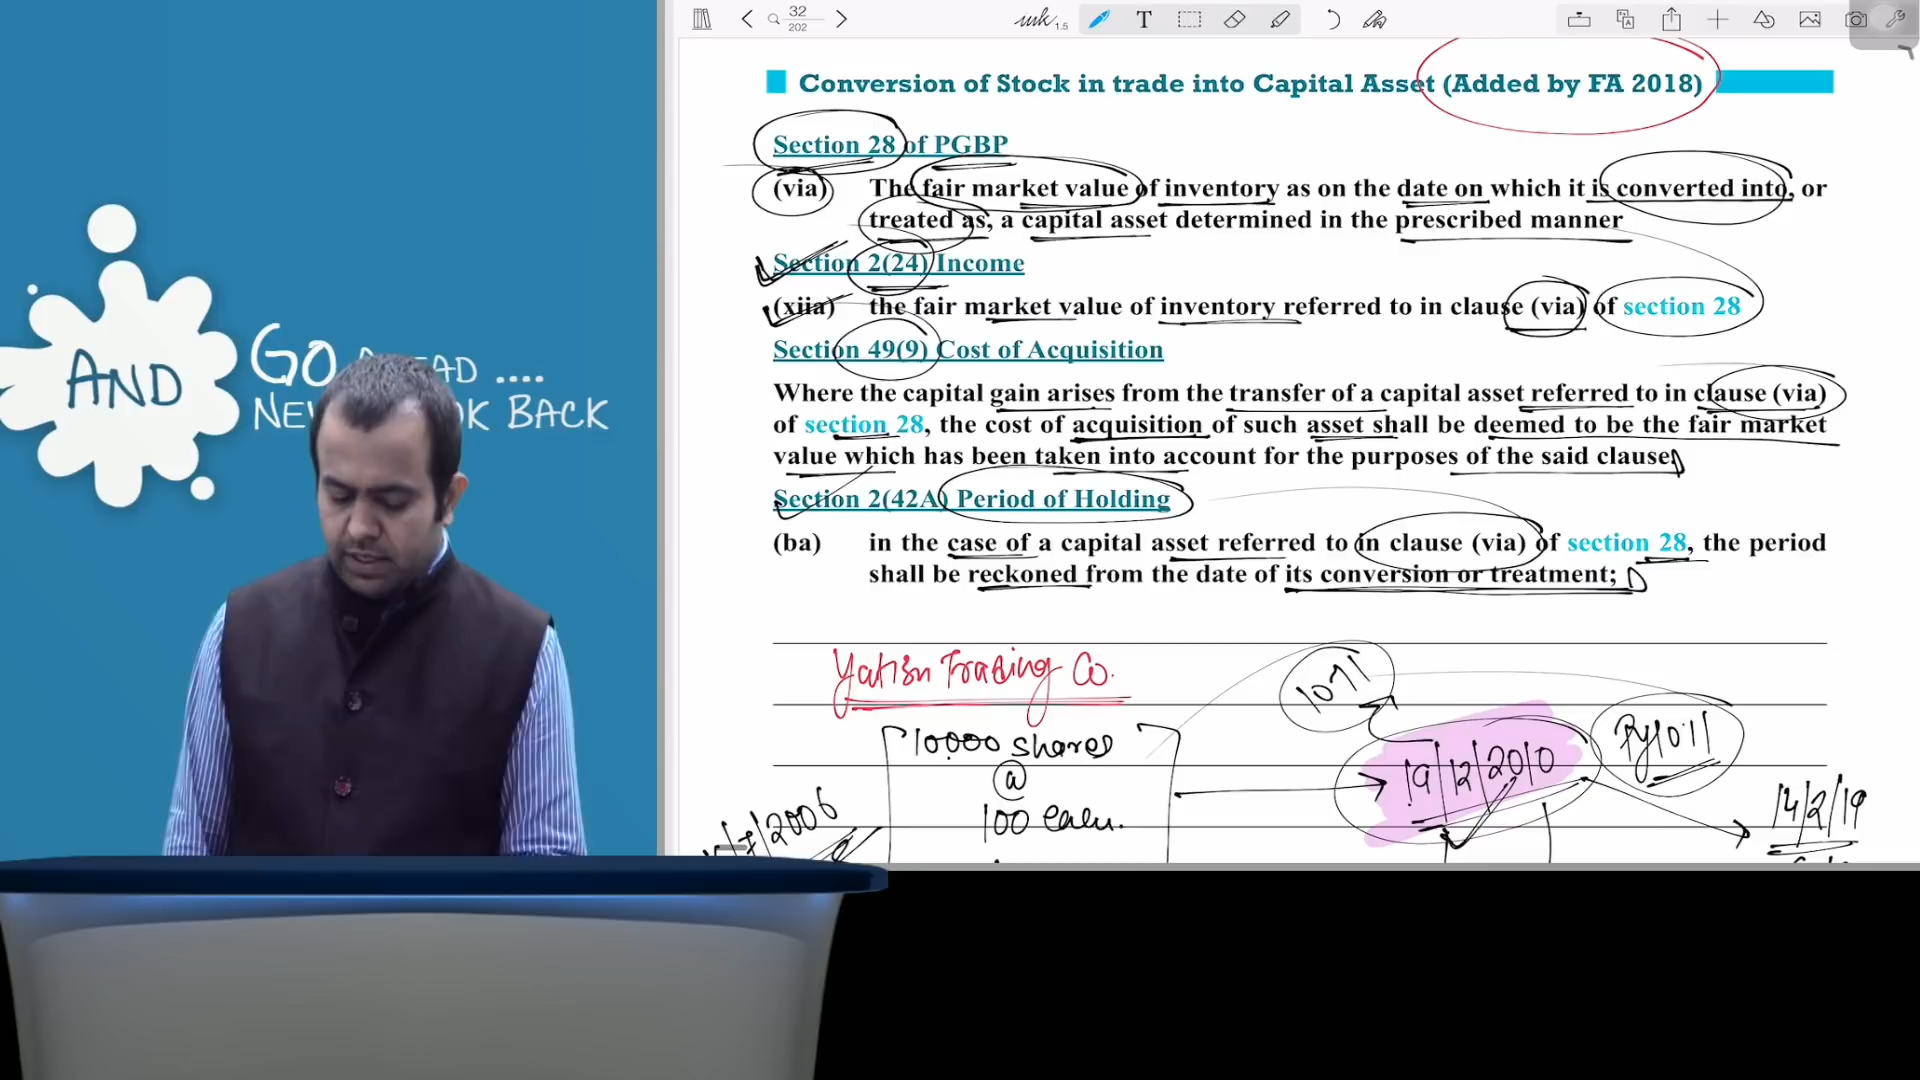 32
202
ink 1.5
T
Conversion of Stock in trade into Capital Asset (Added by FA 2018)
Section 28 of PGBP
(via) The fair market value of inventory as on the date on which it is converted into, or
treated as, a capital asset determined in the prescribed manner
Section 2(24) Income
(xiia) the fair market value of inventory referred to in clause (via) of section 28
Section 49(9) Cost of Acquisition
Where the capital gain arises from the transfer of a capital asset referred to in clause (via)
of section 28, the cost of acquisition of such asset shall be deemed to be the fair market
value which has been taken into account for the purposes of the said clause
Section 2(42A) Period of Holding
(ba) in the case of a capital asset referred to in clause (via) of section 28, the period
shall be reckoned from the date of its conversion or treatment;
Trading Co.
10,000 shares
@
100 each.
19/12/2010
14/2/19
/7/2006
AND
GO AD ....
NE OK BACK